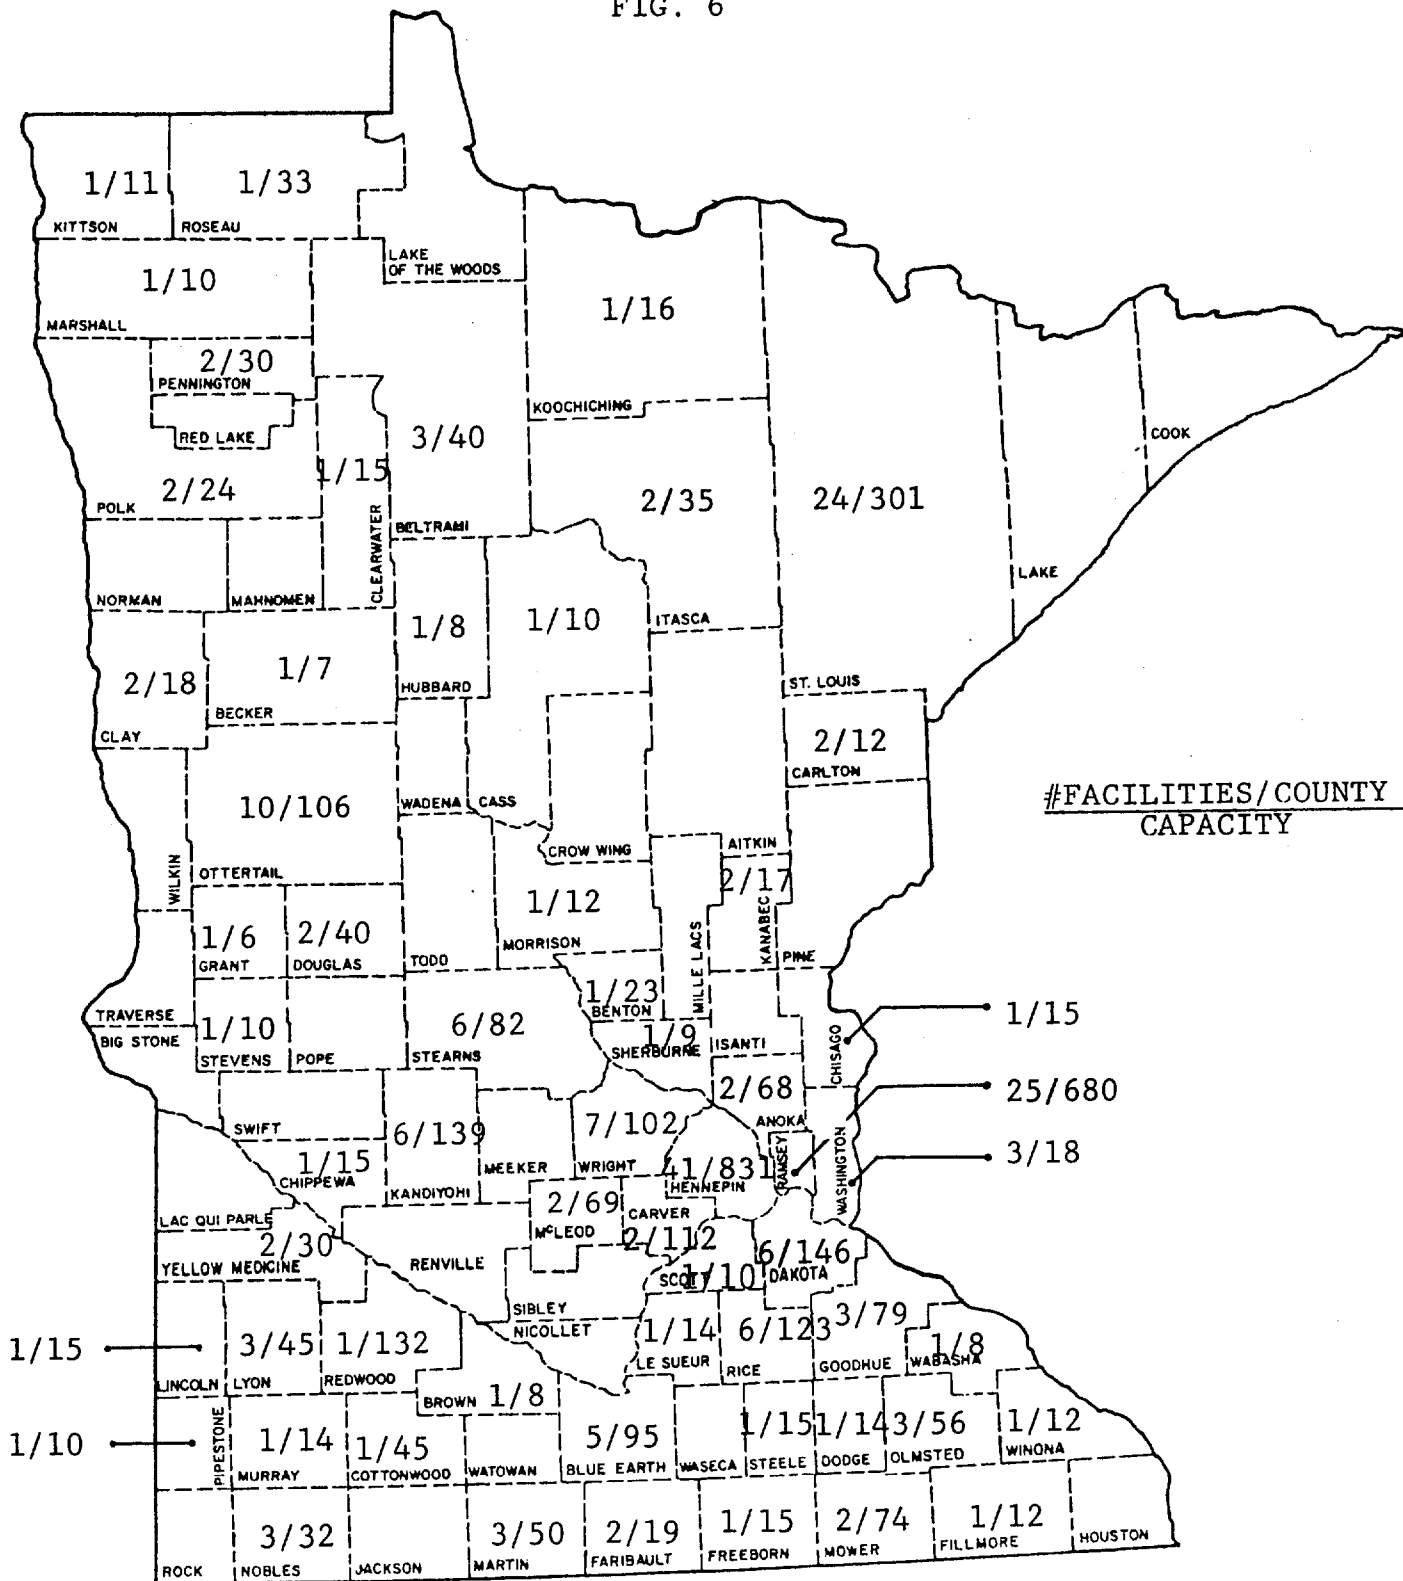 FIG. 6
1/11
1/33
KITTSON
ROSEAU
LAKE
OF THE WOODS
1/10
MARSHALL
1/16
2/30
PENNINGTON
KOOCHICHING
RED LAKE
3/40
COOK
1/15
2/24
POLK
2/35
24/301
BELTRAMI
CLEARWATER
LAKE
NORMAN
MAHNOMEN
1/8
1/10
ITASCA
2/18
1/7
HUBBARD
ST. LOUIS
BECKER
CLAY
2/12
CARLTON
10/106
WADENA
CASS
#FACILITIES/COUNTY
CAPACITY
CROW WING
AITKIN
WILKIN
OTTERTAIL
2/17
1/12
KANABEC
1/6
2/40
MORRISON
MILLE LACS
GRANT
DOUGLAS
TODD
PINE
1/23
BENTON
TRAVERSE
1/10
6/82
1/9
1/15
BIG STONE
STEVENS
POPE
STEARNS
SHERBURNE
ISANTI
CHISAGO
2/68
25/680
ANOKA
SWIFT
6/139
7/102
RAMSEY
3/18
1/15
CHIPPEWA
MEEKER
WRIGHT
41/831
HENNEPIN
WASHINGTON
KANDIYOHI
2/69
McLEOD
CARVER
LAC QUI PARLE
2/30
2/112
6/146
YELLOW MEDICINE
RENVILLE
SCOTT
1/10
DAKOTA
SIBLEY
NICOLLET
1/15
3/45
1/132
1/14
6/123
3/79
1/8
LINCOLN
LYON
REDWOOD
LE SUEUR
RICE
GOODHUE
WABASHA
BROWN
1/8
1/10
PIPESTONE
1/14
1/45
5/95
1/15
1/14
3/56
1/12
MURRAY
COTTONWOOD
WATOWAN
BLUE EARTH
WASECA
STEELE
DODGE
OLMSTED
WINONA
3/32
3/50
2/19
1/15
2/74
1/12
ROCK
NOBLES
JACKSON
MARTIN
FARIBAULT
FREEBORN
MOWER
FILLMORE
HOUSTON